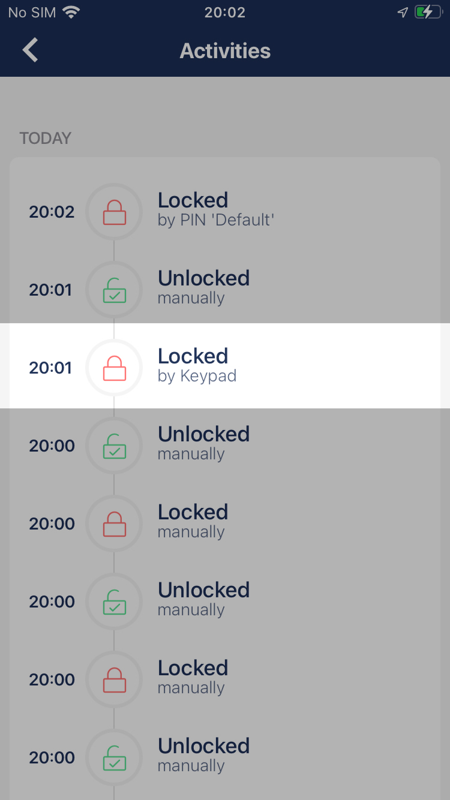 No SIM 20:02
Activities
TODAY
20:02 Locked
by PIN 'Default'
20:01 Unlocked
manually
20:01 Locked
by Keypad
20:00 Unlocked
manually
20:00 Locked
manually
20:00 Unlocked
manually
20:00 Locked
manually
20:00 Unlocked
manually